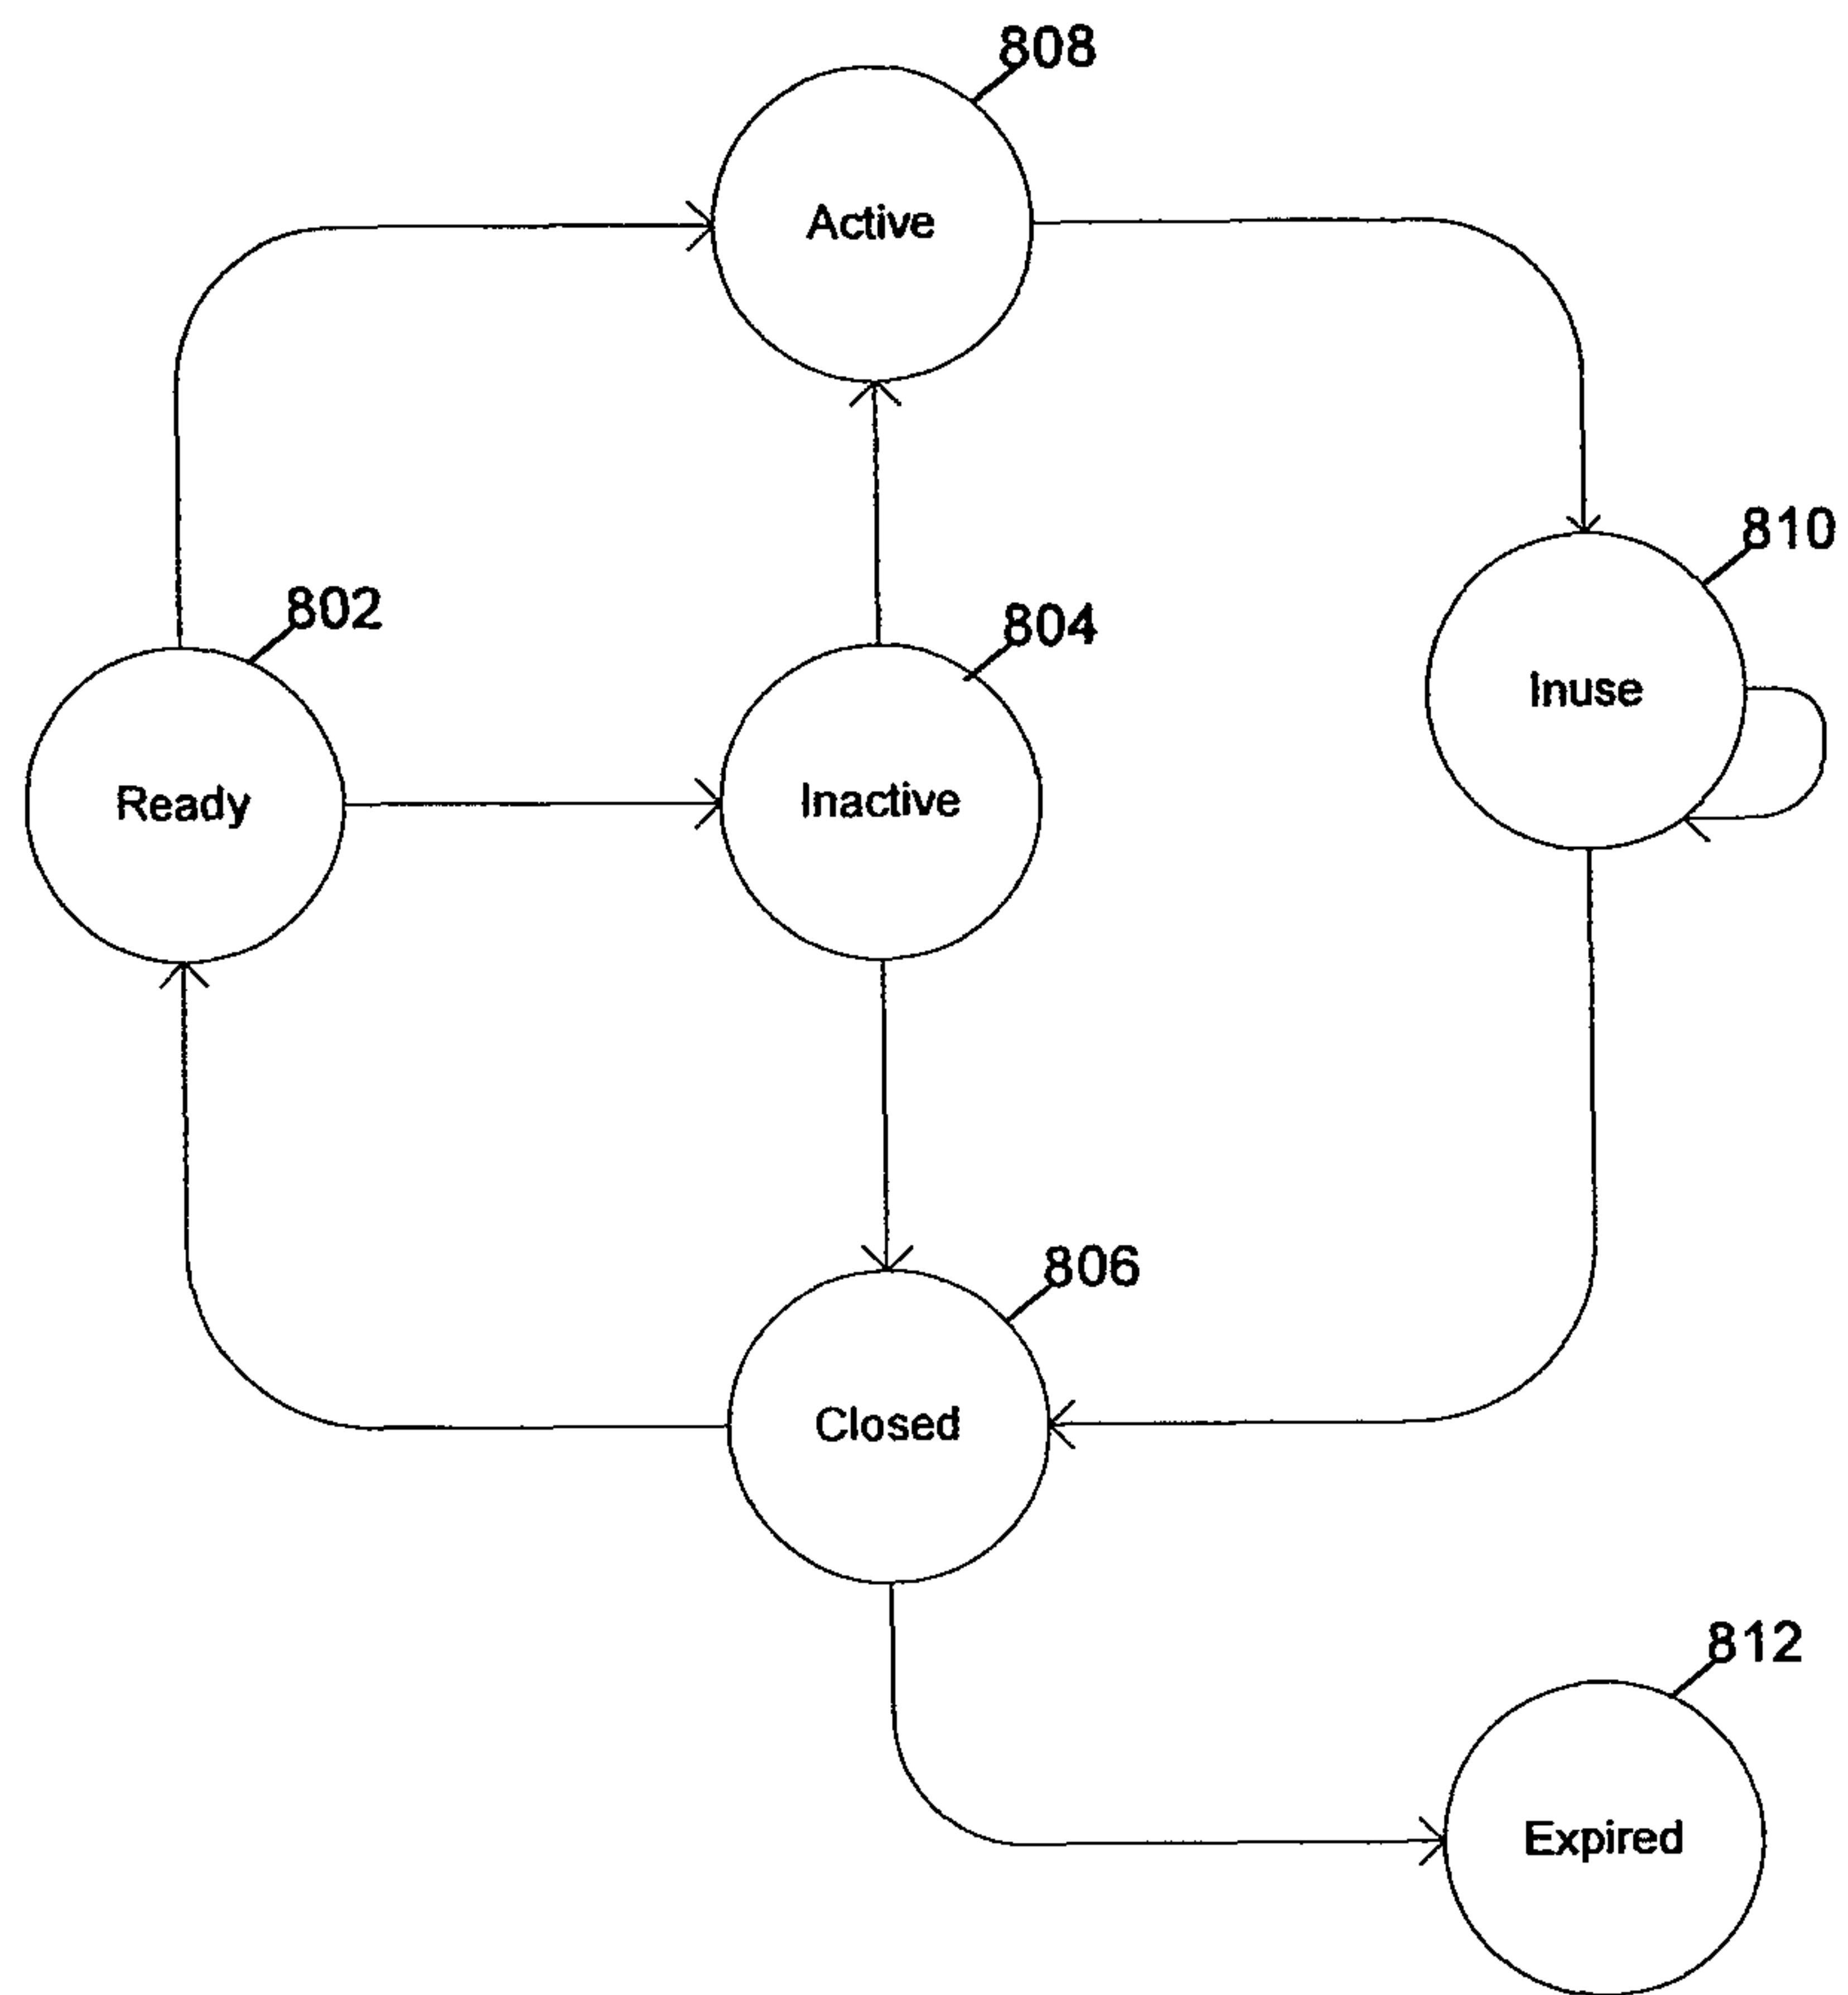 808
Active
810
802
804
Inuse
Ready
Inactive
806
Closed
812
Expired